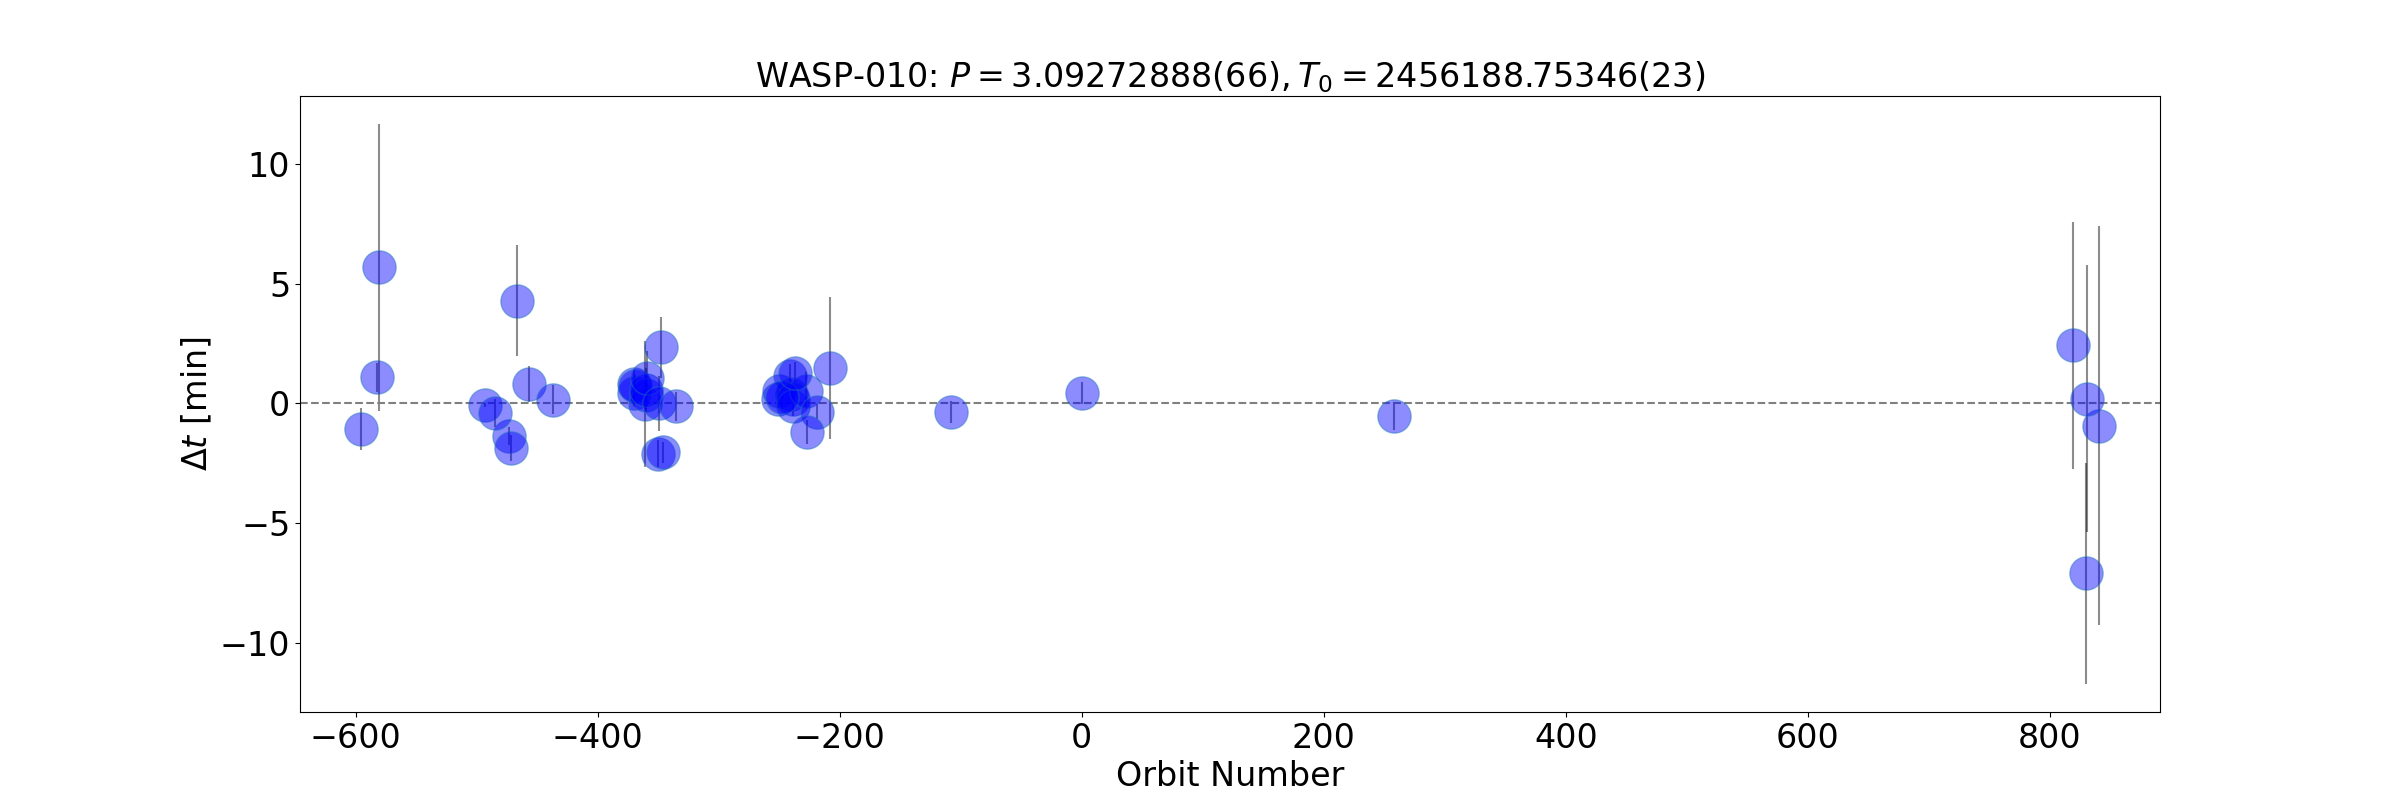 WASP-010: P = 3.09272888(66), T₀ = 2456188.75346(23)
10
5
0
−5
−10
Δt [min]
−600 −400 −200 0 200 400 600 800
Orbit Number